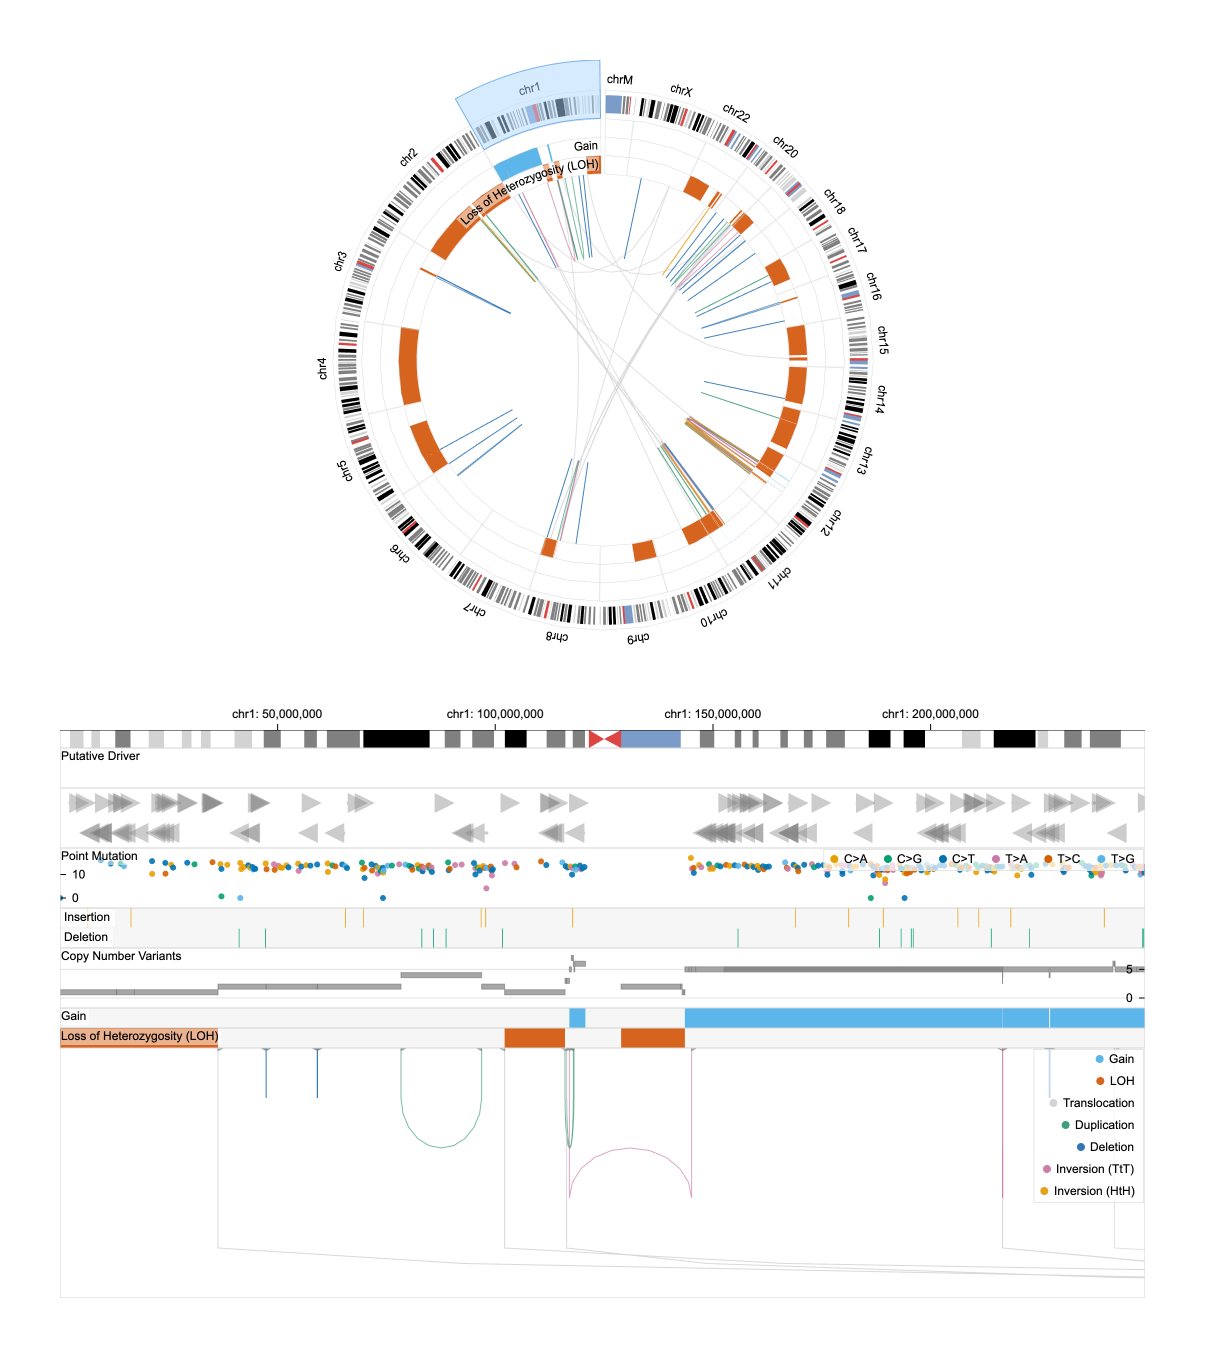 chrM
chr1
chrX
chr22
chr20
chr2
chr18
chr17
chr3
chr16
chr15
chr4
chr14
chr5
chr13
chr6
chr12
chr7
chr11
chr8
chr9
chr10
Gain
Loss of Heterozygosity (LOH)
chr1: 50,000,000 chr1: 100,000,000 chr1: 150,000,000 chr1: 200,000,000
Putative Driver
Point Mutation
C>A C>G C>T T>A T>C T>G
10
0
Insertion
Deletion
Copy Number Variants
5
0
Gain
Loss of Heterozygosity (LOH)
Gain
LOH
Translocation
Duplication
Deletion
Inversion (TtT)
Inversion (HtH)